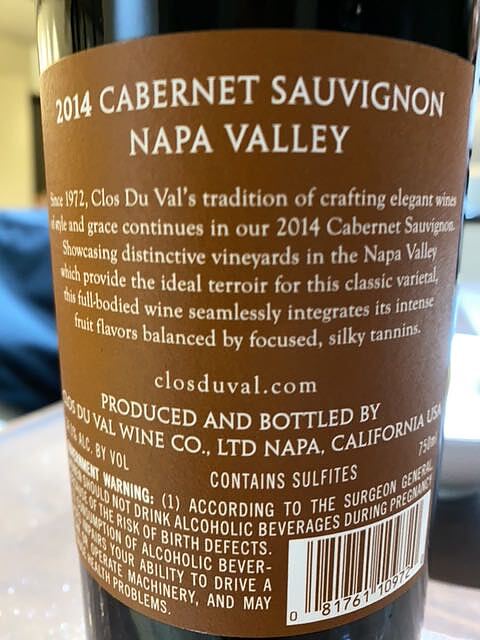 2014 CABERNET SAUVIGNON
NAPA VALLEY
Since 1972, Clos Du Val's tradition of crafting elegant wines
of style and grace continues in our 2014 Cabernet Sauvignon.
Showcasing distinctive vineyards in the Napa Valley
which provide the ideal terroir for this classic varietal,
this full-bodied wine seamlessly integrates its intense
fruit flavors balanced by focused, silky tannins.
closduval.com
PRODUCED AND BOTTLED BY
CLOS DU VAL WINE CO., LTD NAPA, CALIFORNIA USA
ALC. BY VOL
750ml
CONTAINS SULFITES
WARNING: (1) ACCORDING TO THE SURGEON GENERAL,
SHOULD NOT DRINK ALCOHOLIC BEVERAGES DURING PREGNANCY
OF THE RISK OF BIRTH DEFECTS.
OF ALCOHOLIC BEVER-
YOUR ABILITY TO DRIVE A
OPERATE MACHINERY, AND MAY
HEALTH PROBLEMS.
0 81761 10972